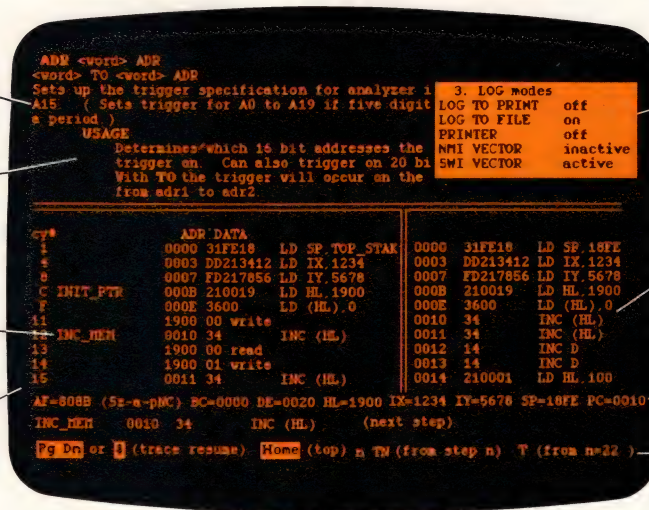 ADR <word> ADR
<word> TO <word> ADR
Sets up the trigger specification for analyzer i
A15. ( Sets trigger for A0 to A19 if five digit
a period.)
USAGE
Determines which 16 bit addresses the
trigger on. Can also trigger on 20 bi
With TO the trigger will occur on the
from adr1 to adr2
3. LOG modes
LOG TO PRINT off
LOG TO FILE on
PRINTER off
NMI VECTOR inactive
SWI VECTOR active
cy# ADR DATA
0000 31FE18 LD SP,TOP_STAK
4 0003 DD213412 LD IX,1234
8 0007 FD217856 LD IY,5678
C INIT_PTR 000B 210019 LD HL,1900
F 000E 3600 LD (HL),0
11 1900 00 write
INC_MEM 0010 34 INC (HL)
13 1900 00 read
14 1900 01 write
15 0011 34 INC (HL)
0000 31FE18 LD SP,18FE
0003 DD213412 LD IX,1234
0007 FD217856 LD IY,5678
000B 210019 LD HL,1900
000E 3600 LD (HL),0
0010 34 INC (HL)
0011 34 INC (HL)
0012 14 INC D
0013 14 INC D
0014 210001 LD HL,100
AF=808B (Sz-a-pNC) BC=0000 DE=0020 HL=1900 IX=1234 IY=5678 SP=18FE PC=0010
INC_MEM 0010 34 INC (HL) (next step)
Pg Dn or (trace resume) Home (top) n TN (from step n) T (from n=22 )